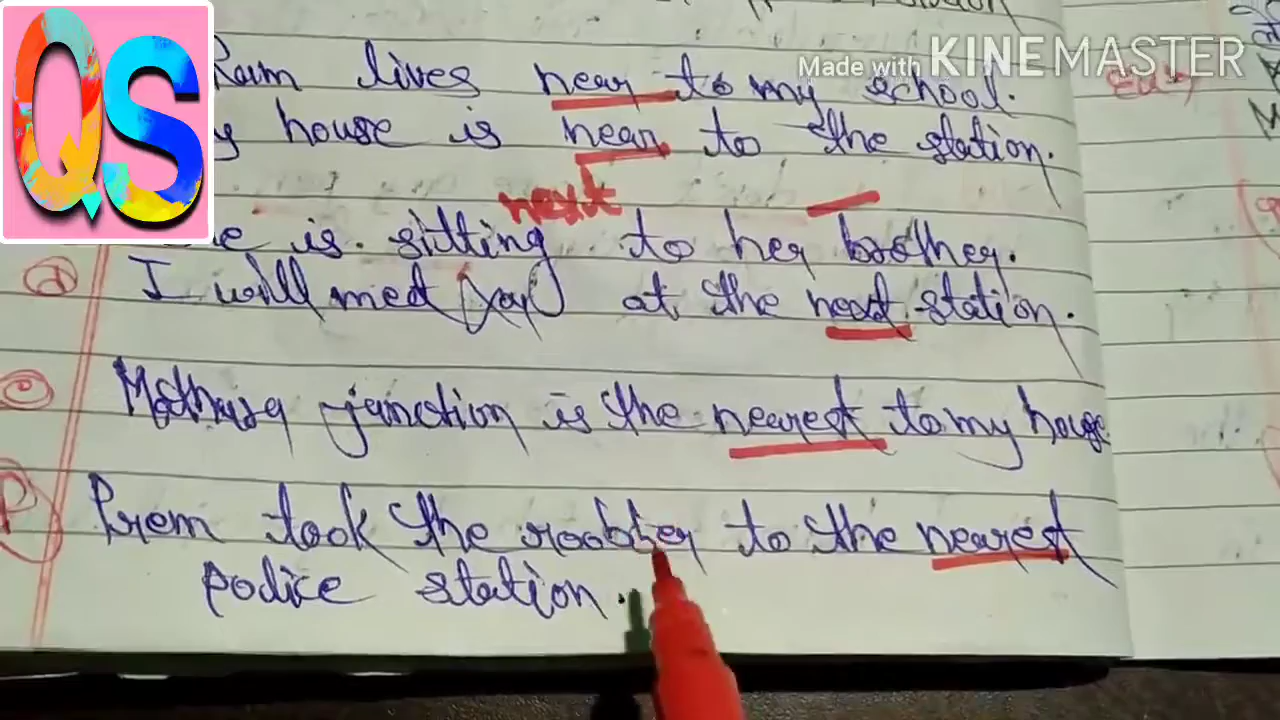 QS
Made with KINEMASTER
Ram lives near to my school.
y house is near to the station.
next
e is sitting to her brother.
d I will meet you at the next station.
e Mathura junction is the nearest to my house
Prem took the robber to the nearest
police station.